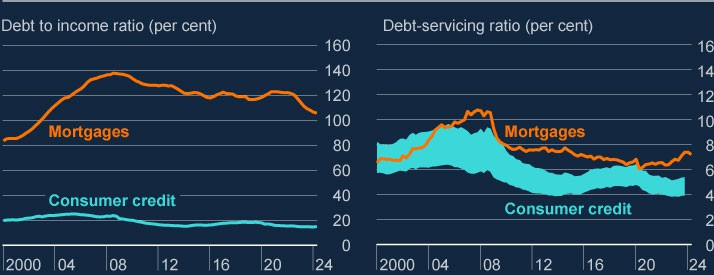 Debt to income ratio (per cent)
160
140
120
100
80
60
40
20
0
Mortgages
Consumer credit
2000 04 08 12 16 20 24
Debt-servicing ratio (per cent)
16
14
12
10
8
6
4
2
0
Mortgages
Consumer credit
2000 04 08 12 16 20 24